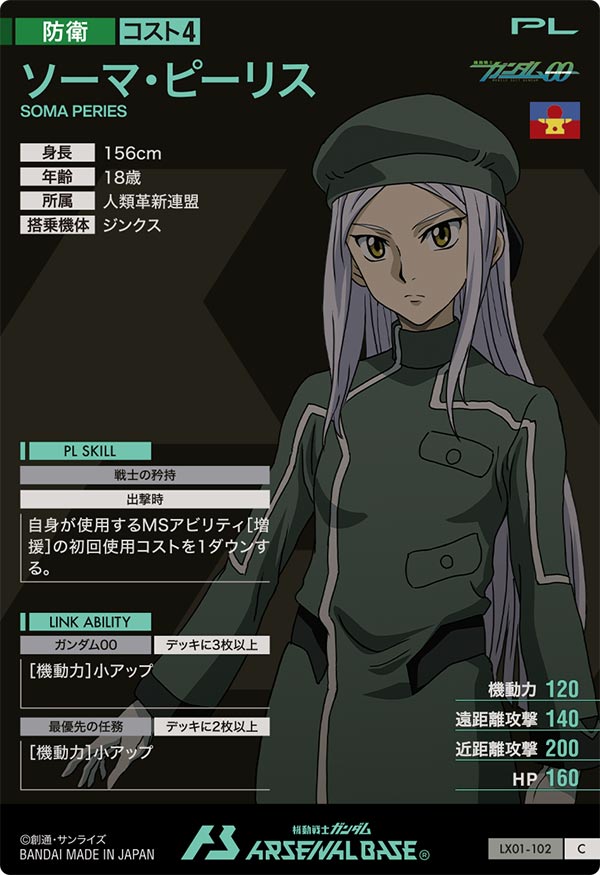 防衛 コスト4 PL
ソーマ・ピーリス
SOMA PERIES
機動戦士ガンダム00
身長 156cm
年齢 18歳
所属 人類革新連盟
搭乗機体 ジンクス
PL SKILL
戦士の矜持
出撃時
自身が使用するMSアビリティ[増
援]の初回使用コストを1ダウンす
る。
LINK ABILITY
ガンダム00 デッキに3枚以上
[機動力]小アップ
最優先の任務 デッキに2枚以上
[機動力]小アップ
機動力 120
遠距離攻撃 140
近距離攻撃 200
HP 160
©創通・サンライズ
BANDAI MADE IN JAPAN
機動戦士ガンダム
AB ARSENAL BASE®
LX01-102 C